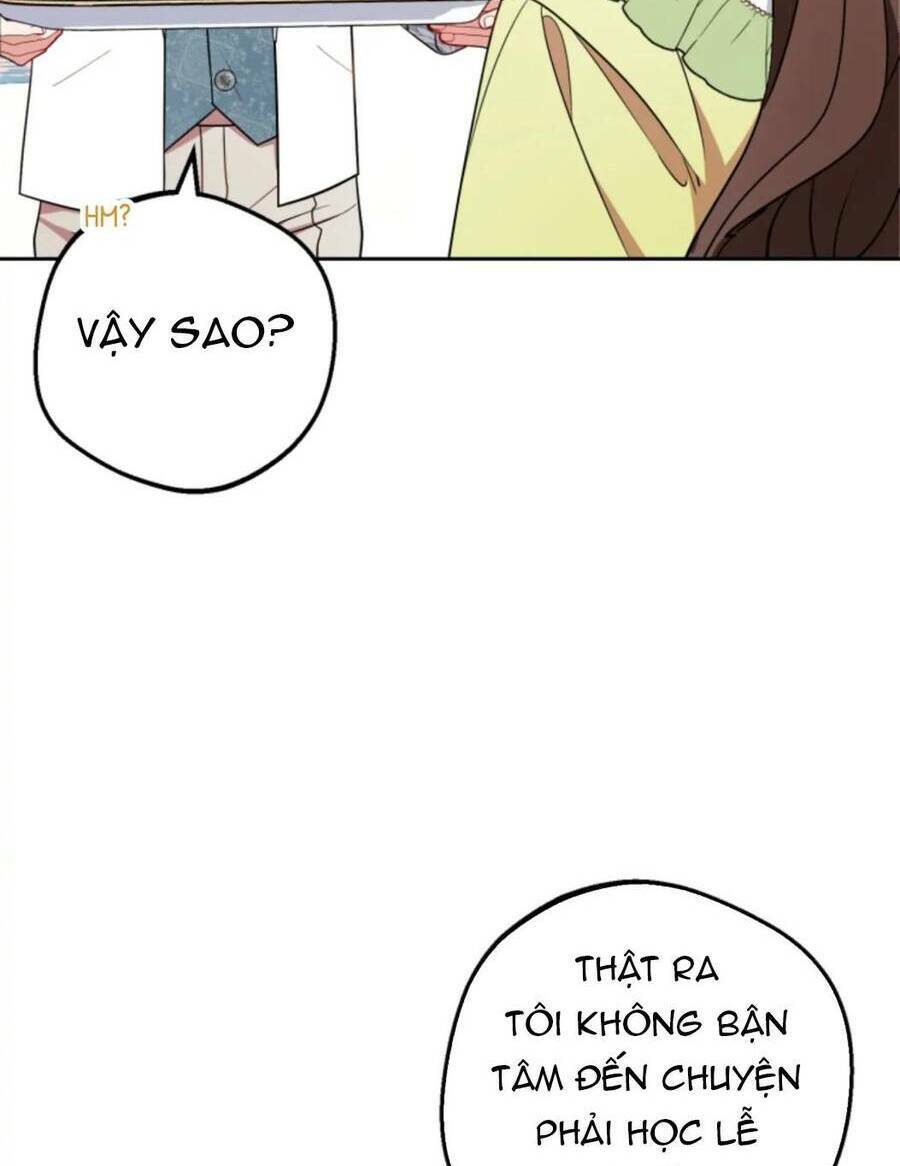 HM?
VẬY SAO?
THẬT RA
TÔI KHÔNG BẬN
TÂM ĐẾN CHUYỆN
PHẢI HỌC LỄ